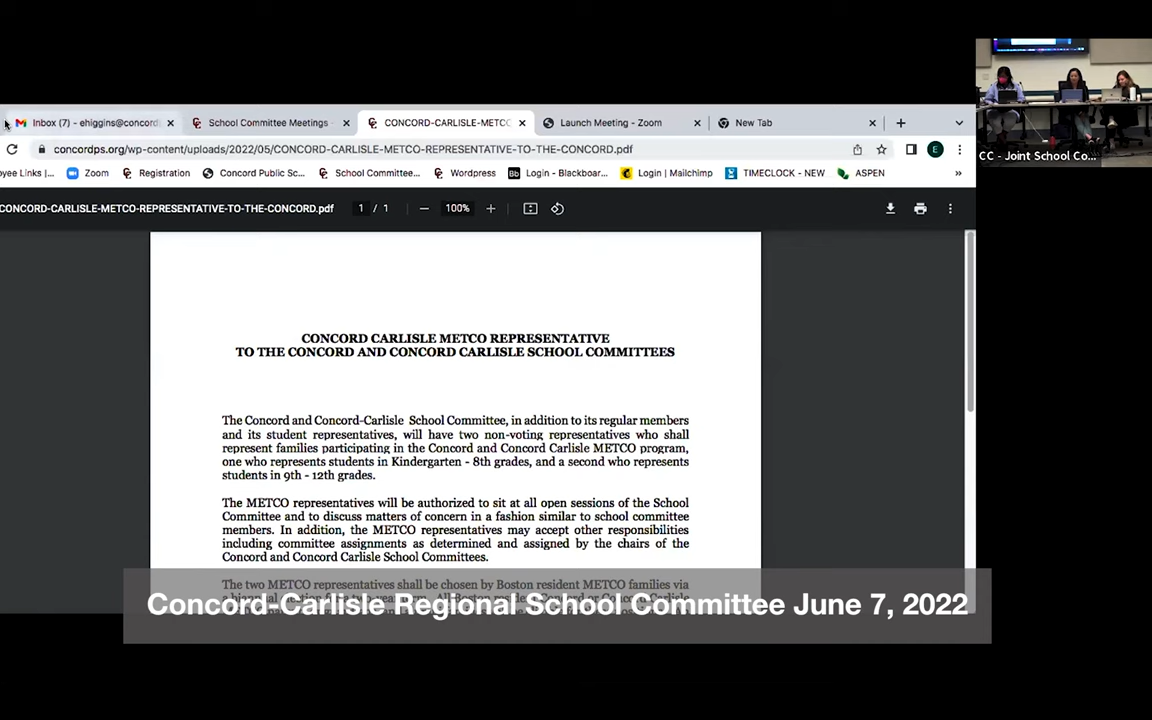 Inbox (7) - ehiggins@concord
School Committee Meetings -
CONCORD-CARLISLE-METC
Launch Meeting - Zoom
New Tab
concordps.org/wp-content/uploads/2022/05/CONCORD-CARLISLE-METCO-REPRESENTATIVE-TO-THE-CONCORD.pdf
E
yee Links |...
Zoom
Registration
Concord Public Sc...
School Committee...
Wordpress
Bb
Login - Blackboar...
Login | Mailchimp
TIMECLOCK - NEW
ASPEN
CONCORD-CARLISLE-METCO-REPRESENTATIVE-TO-THE-CONCORD.pdf
1 / 1
100%
CC - Joint School Co...
CONCORD CARLISLE METCO REPRESENTATIVE
TO THE CONCORD AND CONCORD CARLISLE SCHOOL COMMITTEES
The Concord and Concord-Carlisle School Committee, in addition to its regular members
and its student representatives, will have two non-voting representatives who shall
represent families participating in the Concord and Concord Carlisle METCO program,
one who represents students in Kindergarten - 8th grades, and a second who represents
students in 9th - 12th grades.
The METCO representatives will be authorized to sit at all open sessions of the School
Committee and to discuss matters of concern in a fashion similar to school committee
members. In addition, the METCO representatives may accept other responsibilities
including committee assignments as determined and assigned by the chairs of the
Concord and Concord Carlisle School Committees.
The two METCO representatives shall be chosen by Boston resident METCO families via
Concord-Carlisle Regional School Committee June 7, 2022